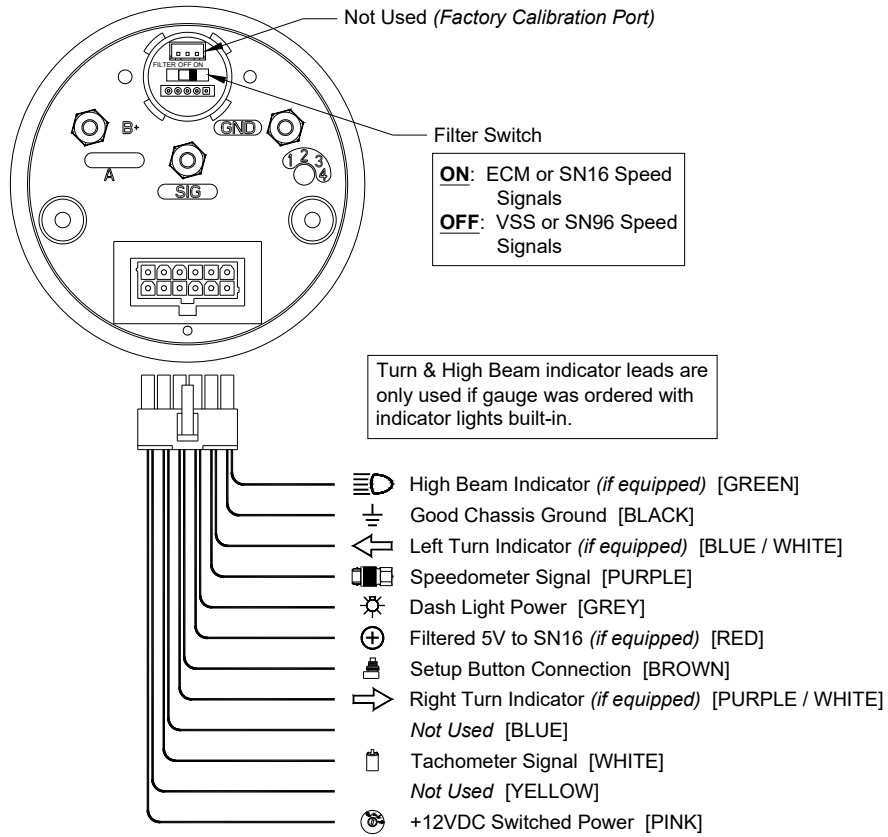 Not Used (Factory Calibration Port)
FILTER OFF ON
B+
GND
A
SIG
1 2 3
4
Filter Switch
ON: ECM or SN16 Speed
Signals
OFF: VSS or SN96 Speed
Signals
Turn & High Beam indicator leads are
only used if gauge was ordered with
indicator lights built-in.
High Beam Indicator (if equipped) [GREEN]
Good Chassis Ground [BLACK]
Left Turn Indicator (if equipped) [BLUE / WHITE]
Speedometer Signal [PURPLE]
Dash Light Power [GREY]
Filtered 5V to SN16 (if equipped) [RED]
Setup Button Connection [BROWN]
Right Turn Indicator (if equipped) [PURPLE / WHITE]
Not Used [BLUE]
Tachometer Signal [WHITE]
Not Used [YELLOW]
+12VDC Switched Power [PINK]